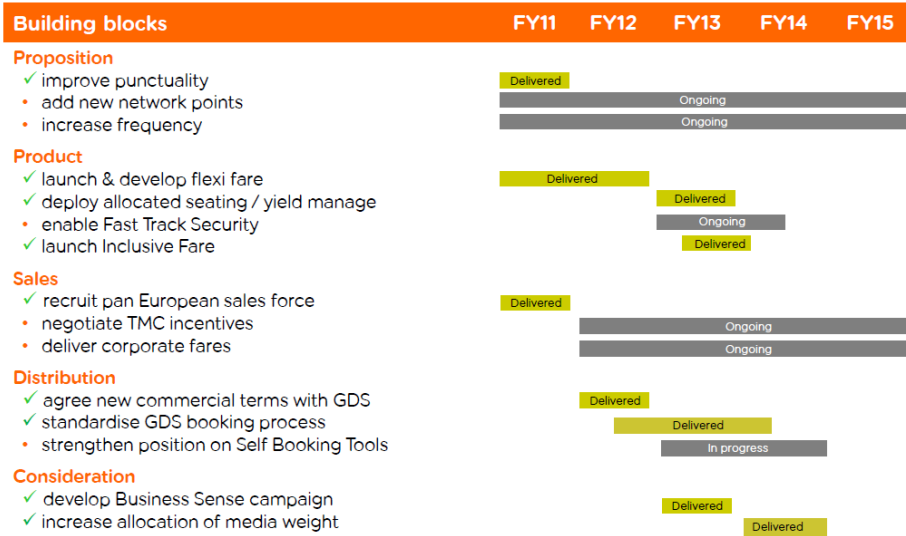 Building blocks FY11 FY12 FY13 FY14 FY15
Proposition
✓ improve punctuality Delivered
• add new network points Ongoing
• increase frequency Ongoing
Product
✓ launch & develop flexi fare Delivered
✓ deploy allocated seating / yield manage Delivered
• enable Fast Track Security Ongoing
✓ launch Inclusive Fare Delivered
Sales
✓ recruit pan European sales force Delivered
• negotiate TMC incentives Ongoing
• deliver corporate fares Ongoing
Distribution
✓ agree new commercial terms with GDS Delivered
✓ standardise GDS booking process Delivered
• strengthen position on Self Booking Tools In progress
Consideration
✓ develop Business Sense campaign Delivered
✓ increase allocation of media weight Delivered